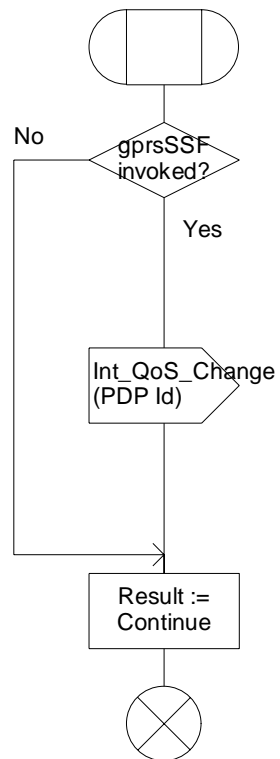 No
gprsSSF
invoked?
Yes
Int_QoS_Change
(PDP Id)
Result :=
Continue